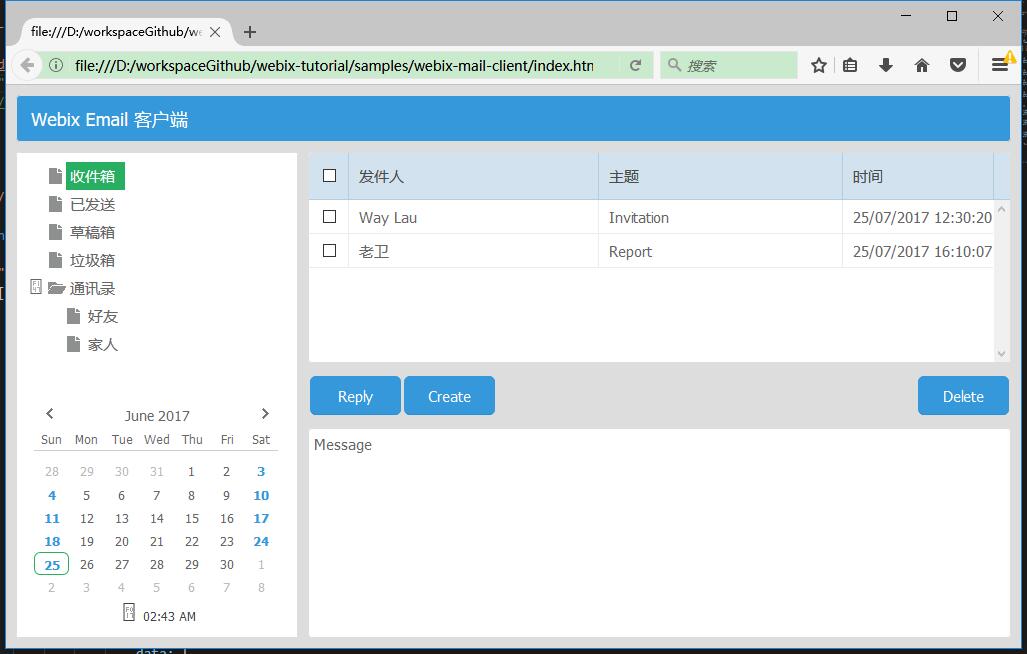 file:///D:/workspaceGithub/we
file:///D:/workspaceGithub/webix-tutorial/samples/webix-mail-client/index.htm
搜索
Webix Email 客户端
收件箱
已发送
草稿箱
垃圾箱
通讯录
好友
家人
June 2017
Sun Mon Tue Wed Thu Fri Sat
28 29 30 31 1 2 3
4 5 6 7 8 9 10
11 12 13 14 15 16 17
18 19 20 21 22 23 24
25 26 27 28 29 30 1
2 3 4 5 6 7 8
02:43 AM
发件人 主题 时间
Way Lau Invitation 25/07/2017 12:30:20
老卫 Report 25/07/2017 16:10:07
Reply Create Delete
Message
data: